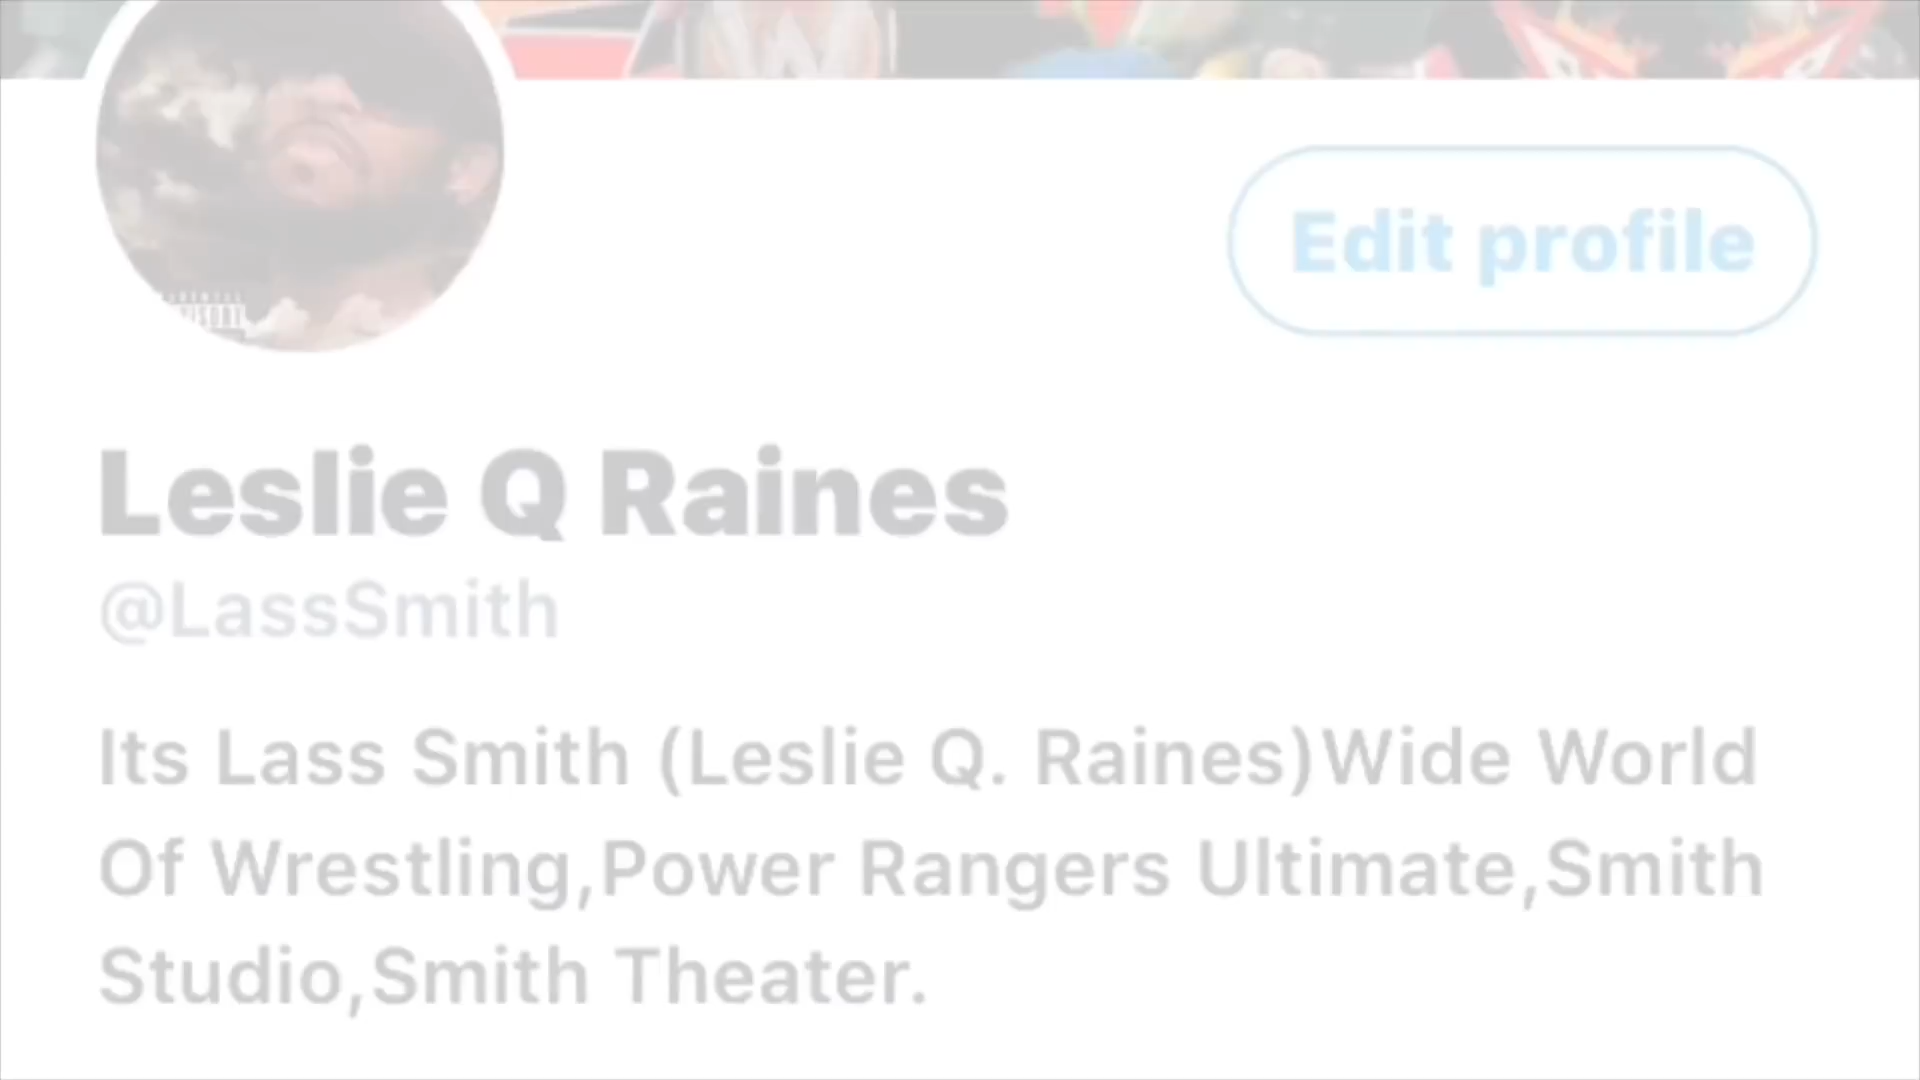 Edit profile
Leslie Q Raines
@LassSmith
Its Lass Smith (Leslie Q. Raines)Wide World
Of Wrestling,Power Rangers Ultimate,Smith
Studio,Smith Theater.